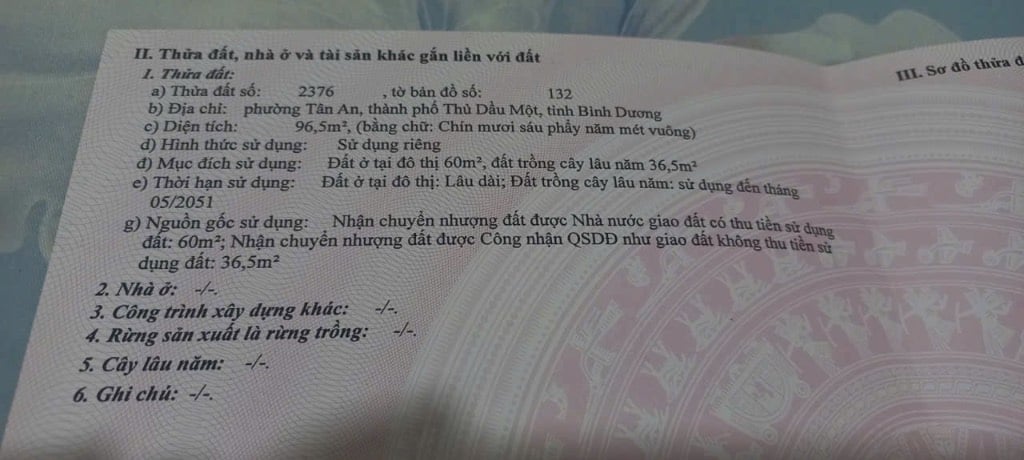 II. Thửa đất, nhà ở và tài sản khác gắn liền với đất
1. Thửa đất:
a) Thửa đất số: 2376 , tờ bản đồ số: 132
b) Địa chỉ: phường Tân An, thành phố Thủ Dầu Một, tỉnh Bình Dương
c) Diện tích: 96,5m², (bằng chữ: Chín mươi sáu phẩy năm mét vuông)
d) Hình thức sử dụng: Sử dụng riêng
đ) Mục đích sử dụng: Đất ở tại đô thị 60m², đất trồng cây lâu năm 36,5m²
e) Thời hạn sử dụng: Đất ở tại đô thị: Lâu dài; Đất trồng cây lâu năm: sử dụng đến tháng
05/2051
g) Nguồn gốc sử dụng: Nhận chuyển nhượng đất được Nhà nước giao đất có thu tiền sử dụng
đất: 60m²; Nhận chuyển nhượng đất được Công nhận QSDĐ như giao đất không thu tiền sử
dụng đất: 36,5m²
2. Nhà ở: -/-.
3. Công trình xây dựng khác: -/-.
4. Rừng sản xuất là rừng trồng: -/-.
5. Cây lâu năm: -/-.
6. Ghi chú: -/-.
III. Sơ đồ thửa đ